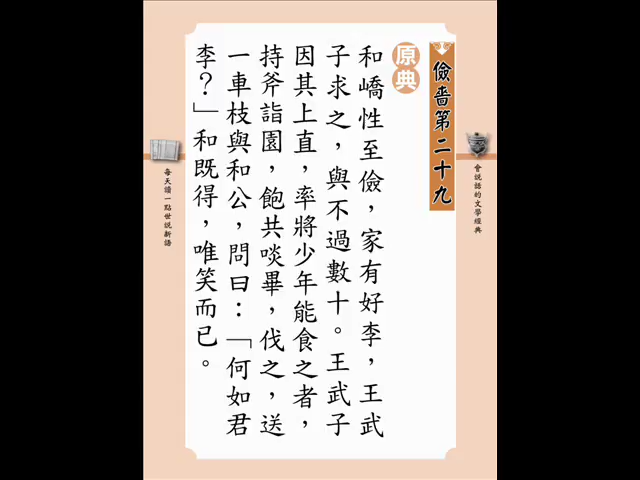 會說話的文學經典
儉嗇第二十九
原典
和嶠性至儉，家有好李，王武
子求之，與不過數十。王武子
因其上直，率將少年能食之者，
持斧詣園，飽共啖畢，伐之，送
一車枝與和公，問曰：「何如君
李？」和既得，唯笑而已。
每天讀一點世說新語